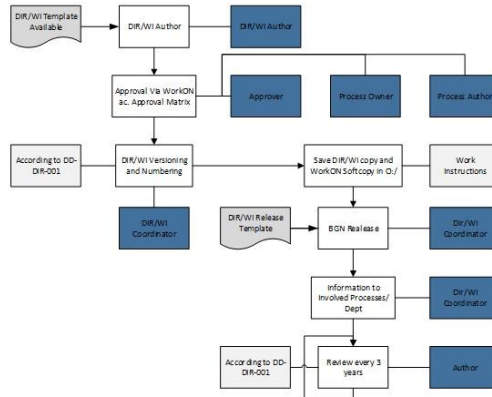 DIR/WI Template
Available
DIR/WI Author
DIR/WI Author
Approval Via WorkON
ac. Approval Matrix
Approver
Process Owner
Process Author
According to DD-
DIR-001
DIR/WI Versioning
and Numbering
Save DIR/WI copy and
WorkON Softcopy in O:/
Work
Instructions
DIR/WI
Coordinator
DIR/WI Release
Template
BGN Realease
Dir/WI
Coordinator
Information to
Involved Processes/
Dept
Dir/WI
Coordinator
According to DD-
DIR-001
Review every 3
years
Author